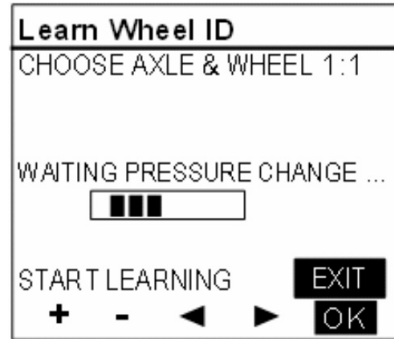 Learn Wheel ID
CHOOSE AXLE & WHEEL 1:1
WAITING PRESSURE CHANGE ...
START LEARNING EXIT
+ - ◀ ▶ OK